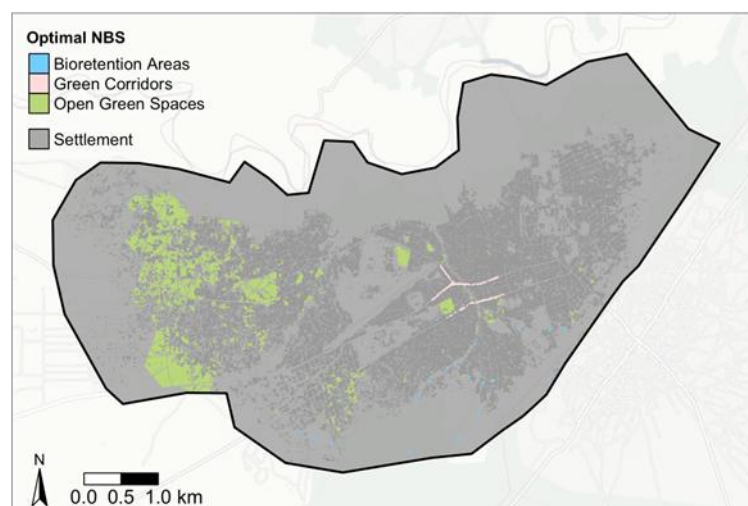 Optimal NBS
Bioretention Areas
Green Corridors
Open Green Spaces
Settlement
N
0.0 0.5 1.0 km